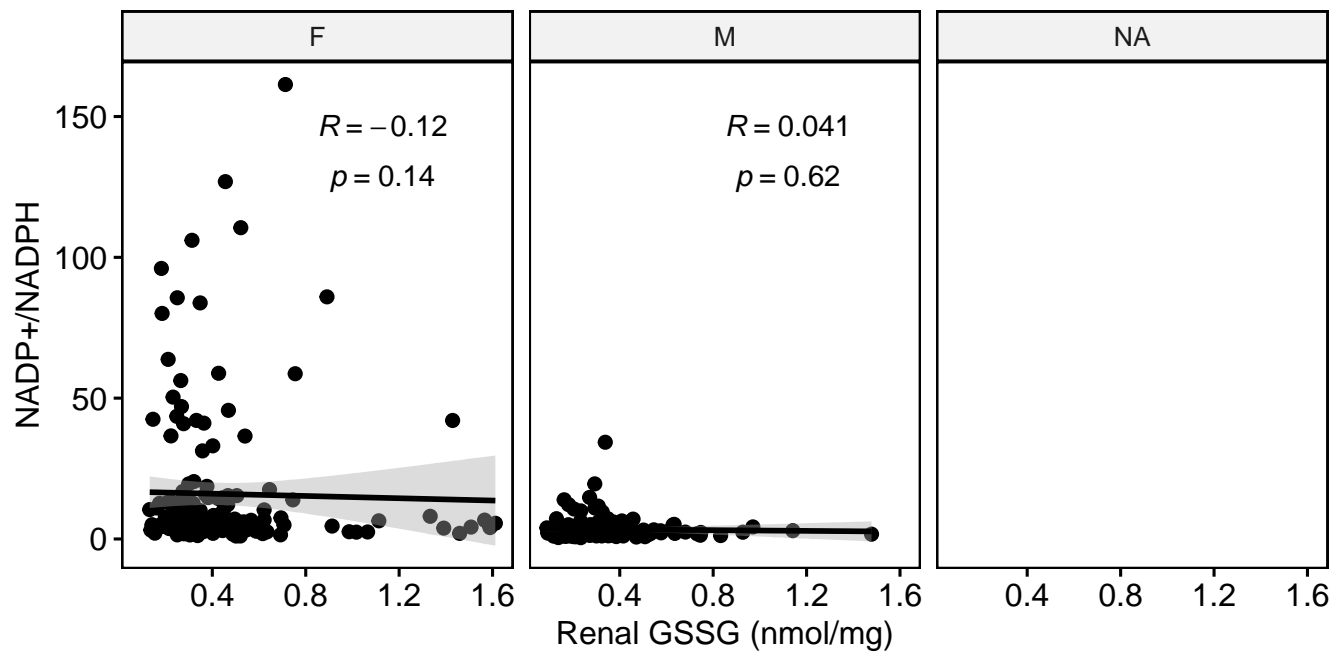 F
M
NA
NADP+/NADPH
150
100
50
0
R = −0.12
p = 0.14
R = 0.041
p = 0.62
0.4 0.8 1.2 1.6
0.4 0.8 1.2 1.6
0.4 0.8 1.2 1.6
Renal GSSG (nmol/mg)